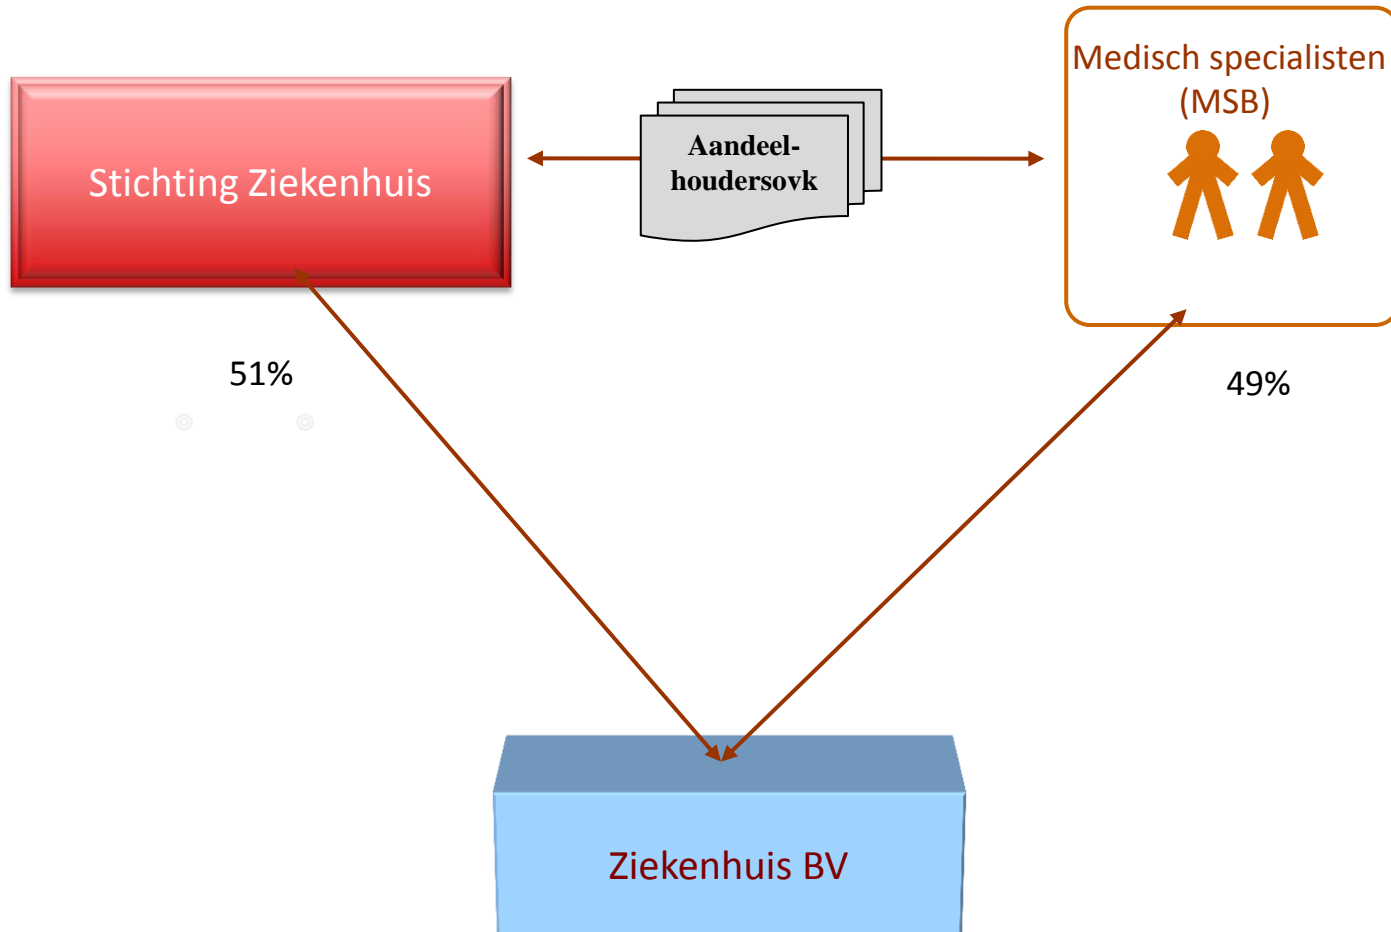 Medisch specialisten
(MSB)
Stichting Ziekenhuis
Aandeel-
houdersovk
51%
49%
Ziekenhuis BV